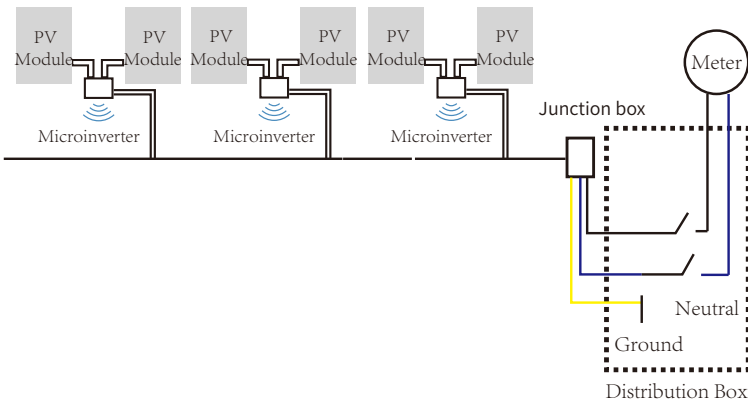 PV
Module
PV
Module
PV
Module
PV
Module
PV
Module
PV
Module
Meter
Junction box
Microinverter
Microinverter
Microinverter
Neutral
Ground
Distribution Box